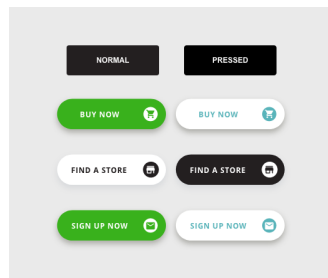 NORMAL PRESSED
BUY NOW BUY NOW
FIND A STORE FIND A STORE
SIGN UP NOW SIGN UP NOW